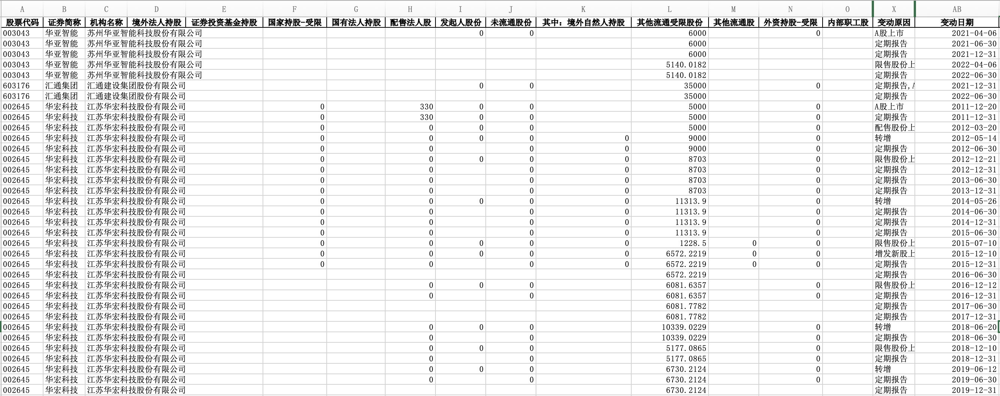 A B C D E F G H I J K L M N O X AB
股票代码 证券简称 机构名称 境外法人持股 证券投资基金持股 国家持股-受限 国有法人持股 配售法人股 发起人股份 未流通股份 其中：境外自然人持股 其他流通受限股份 其他流通股 外资持股-受限 内部职工股 变动原因 变动日期
003043 华亚智能 苏州华亚智能科技股份有限公司 0 0 6000 0 A股上市 2021-04-06
003043 华亚智能 苏州华亚智能科技股份有限公司 6000 定期报告 2021-06-30
003043 华亚智能 苏州华亚智能科技股份有限公司 6000 定期报告 2021-12-31
003043 华亚智能 苏州华亚智能科技股份有限公司 5140.0182 限售股份上 2022-04-06
003043 华亚智能 苏州华亚智能科技股份有限公司 5140.0182 定期报告 2022-06-30
603176 汇通集团 汇通建设集团股份有限公司 0 0 35000 0 定期报告,A 2021-12-31
603176 汇通集团 汇通建设集团股份有限公司 35000 定期报告 2022-06-30
002645 华宏科技 江苏华宏科技股份有限公司 0 330 0 0 5000 0 A股上市 2011-12-20
002645 华宏科技 江苏华宏科技股份有限公司 0 330 0 0 5000 0 定期报告 2011-12-31
002645 华宏科技 江苏华宏科技股份有限公司 0 0 0 0 5000 0 配售股份上 2012-03-20
002645 华宏科技 江苏华宏科技股份有限公司 0 0 0 0 0 9000 0 转增 2012-05-14
002645 华宏科技 江苏华宏科技股份有限公司 0 0 0 0 9000 0 定期报告 2012-06-30
002645 华宏科技 江苏华宏科技股份有限公司 0 0 0 0 0 8703 0 限售股份上 2012-12-21
002645 华宏科技 江苏华宏科技股份有限公司 0 0 0 0 8703 0 定期报告 2012-12-31
002645 华宏科技 江苏华宏科技股份有限公司 0 0 0 0 8703 0 定期报告 2013-06-30
002645 华宏科技 江苏华宏科技股份有限公司 0 0 0 0 8703 0 定期报告 2013-12-31
002645 华宏科技 江苏华宏科技股份有限公司 0 0 0 0 0 11313.9 0 转增 2014-05-26
002645 华宏科技 江苏华宏科技股份有限公司 0 0 0 0 11313.9 0 定期报告 2014-06-30
002645 华宏科技 江苏华宏科技股份有限公司 0 0 0 0 11313.9 0 定期报告 2014-12-31
002645 华宏科技 江苏华宏科技股份有限公司 0 0 0 0 11313.9 0 定期报告 2015-06-30
002645 华宏科技 江苏华宏科技股份有限公司 0 0 0 0 0 1228.5 0 0 限售股份上 2015-07-10
002645 华宏科技 江苏华宏科技股份有限公司 0 0 0 0 0 6572.2219 0 0 增发新股上 2015-12-10
002645 华宏科技 江苏华宏科技股份有限公司 0 0 0 0 6572.2219 0 0 定期报告 2015-12-31
002645 华宏科技 江苏华宏科技股份有限公司 6572.2219 定期报告 2016-06-30
002645 华宏科技 江苏华宏科技股份有限公司 0 0 0 6081.6357 0 限售股份上 2016-12-12
002645 华宏科技 江苏华宏科技股份有限公司 0 0 6081.6357 0 定期报告 2016-12-31
002645 华宏科技 江苏华宏科技股份有限公司 6081.7782 定期报告 2017-06-30
002645 华宏科技 江苏华宏科技股份有限公司 6081.7782 定期报告 2017-12-31
002645 华宏科技 江苏华宏科技股份有限公司 0 0 0 10339.0229 0 转增 2018-06-20
002645 华宏科技 江苏华宏科技股份有限公司 0 0 10339.0229 0 定期报告 2018-06-30
002645 华宏科技 江苏华宏科技股份有限公司 0 0 0 5177.0865 0 限售股份上 2018-12-10
002645 华宏科技 江苏华宏科技股份有限公司 0 0 5177.0865 0 定期报告 2018-12-31
002645 华宏科技 江苏华宏科技股份有限公司 0 0 0 6730.2124 0 转增 2019-06-12
002645 华宏科技 江苏华宏科技股份有限公司 0 0 6730.2124 0 定期报告 2019-06-30
002645 华宏科技 江苏华宏科技股份有限公司 6730.2124 定期报告 2019-12-31